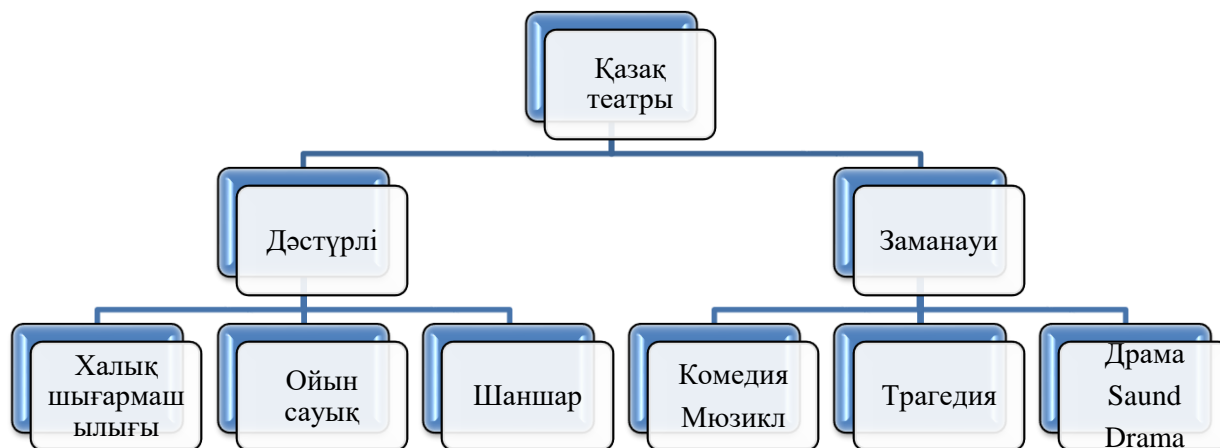 Қазақ
театры
Дәстүрлі
Заманауи
Халық
шығармаш
ылығы
Ойын
сауық
Шаншар
Комедия
Мюзикл
Трагедия
Драма
Saund
Drama